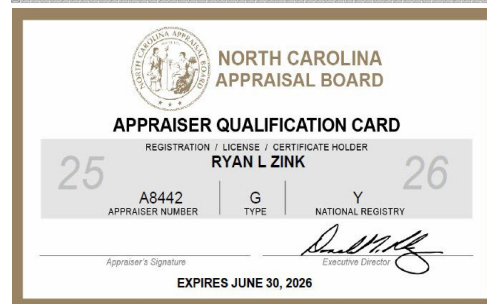 NORTH CAROLINA
APPRAISAL BOARD
APPRAISER QUALIFICATION CARD
REGISTRATION / LICENSE / CERTIFICATE HOLDER
RYAN L ZINK
25
26
A8442 G Y
APPRAISER NUMBER TYPE NATIONAL REGISTRY
Appraiser's Signature Executive Director
EXPIRES JUNE 30, 2026